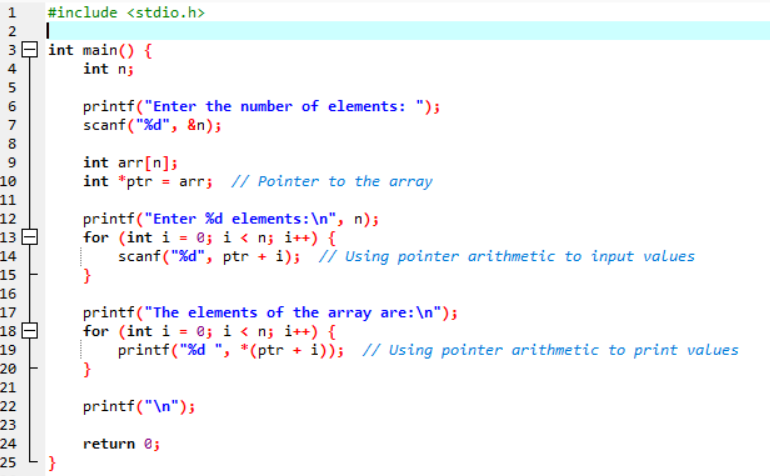 1 #include <stdio.h>
2
3 int main() {
4     int n;
5
6     printf("Enter the number of elements: ");
7     scanf("%d", &n);
8
9     int arr[n];
10     int *ptr = arr;  // Pointer to the array
11
12     printf("Enter %d elements:\n", n);
13     for (int i = 0; i < n; i++) {
14         scanf("%d", ptr + i);  // Using pointer arithmetic to input values
15     }
16
17     printf("The elements of the array are:\n");
18     for (int i = 0; i < n; i++) {
19         printf("%d ", *(ptr + i));  // Using pointer arithmetic to print values
20     }
21
22     printf("\n");
23
24     return 0;
25 }